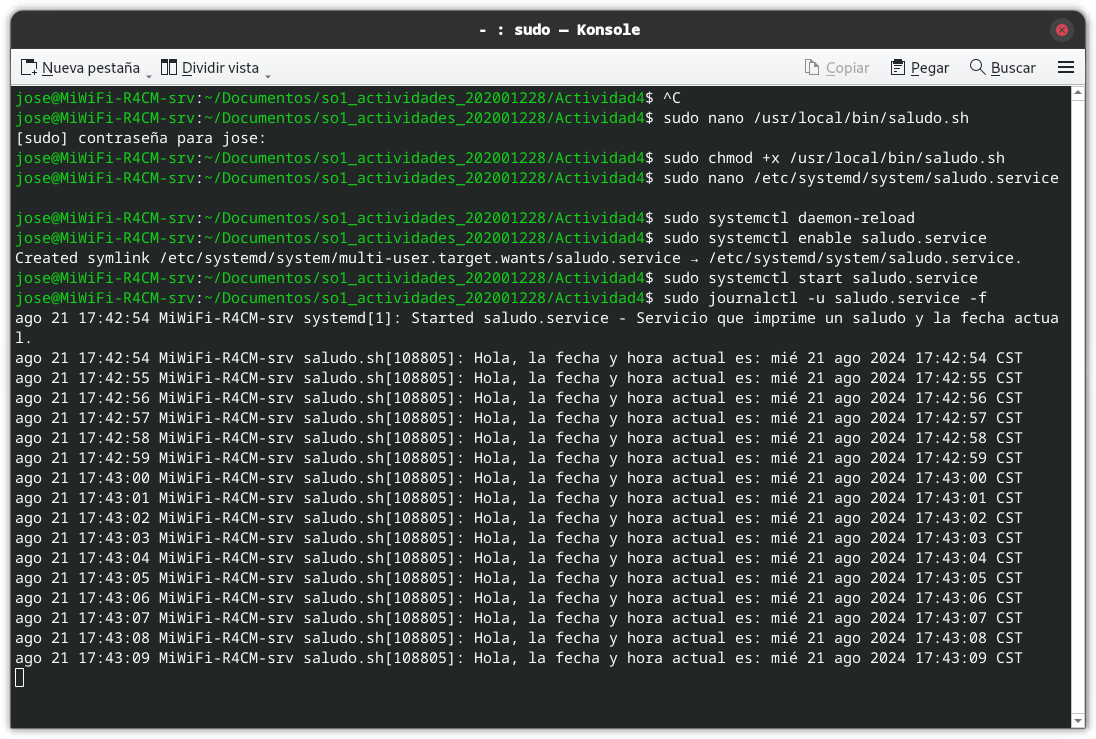 - : sudo — Konsole
Nueva pestaña Dividir vista Copiar Pegar Buscar
jose@MiWiFi-R4CM-srv:~/Documentos/so1_actividades_202001228/Actividad4$ ^C
jose@MiWiFi-R4CM-srv:~/Documentos/so1_actividades_202001228/Actividad4$ sudo nano /usr/local/bin/saludo.sh
[sudo] contraseña para jose:
jose@MiWiFi-R4CM-srv:~/Documentos/so1_actividades_202001228/Actividad4$ sudo chmod +x /usr/local/bin/saludo.sh
jose@MiWiFi-R4CM-srv:~/Documentos/so1_actividades_202001228/Actividad4$ sudo nano /etc/systemd/system/saludo.service
jose@MiWiFi-R4CM-srv:~/Documentos/so1_actividades_202001228/Actividad4$ sudo systemctl daemon-reload
jose@MiWiFi-R4CM-srv:~/Documentos/so1_actividades_202001228/Actividad4$ sudo systemctl enable saludo.service
Created symlink /etc/systemd/system/multi-user.target.wants/saludo.service → /etc/systemd/system/saludo.service.
jose@MiWiFi-R4CM-srv:~/Documentos/so1_actividades_202001228/Actividad4$ sudo systemctl start saludo.service
jose@MiWiFi-R4CM-srv:~/Documentos/so1_actividades_202001228/Actividad4$ sudo journalctl -u saludo.service -f
ago 21 17:42:54 MiWiFi-R4CM-srv systemd[1]: Started saludo.service - Servicio que imprime un saludo y la fecha actua
l.
ago 21 17:42:54 MiWiFi-R4CM-srv saludo.sh[108805]: Hola, la fecha y hora actual es: mié 21 ago 2024 17:42:54 CST
ago 21 17:42:55 MiWiFi-R4CM-srv saludo.sh[108805]: Hola, la fecha y hora actual es: mié 21 ago 2024 17:42:55 CST
ago 21 17:42:56 MiWiFi-R4CM-srv saludo.sh[108805]: Hola, la fecha y hora actual es: mié 21 ago 2024 17:42:56 CST
ago 21 17:42:57 MiWiFi-R4CM-srv saludo.sh[108805]: Hola, la fecha y hora actual es: mié 21 ago 2024 17:42:57 CST
ago 21 17:42:58 MiWiFi-R4CM-srv saludo.sh[108805]: Hola, la fecha y hora actual es: mié 21 ago 2024 17:42:58 CST
ago 21 17:42:59 MiWiFi-R4CM-srv saludo.sh[108805]: Hola, la fecha y hora actual es: mié 21 ago 2024 17:42:59 CST
ago 21 17:43:00 MiWiFi-R4CM-srv saludo.sh[108805]: Hola, la fecha y hora actual es: mié 21 ago 2024 17:43:00 CST
ago 21 17:43:01 MiWiFi-R4CM-srv saludo.sh[108805]: Hola, la fecha y hora actual es: mié 21 ago 2024 17:43:01 CST
ago 21 17:43:02 MiWiFi-R4CM-srv saludo.sh[108805]: Hola, la fecha y hora actual es: mié 21 ago 2024 17:43:02 CST
ago 21 17:43:03 MiWiFi-R4CM-srv saludo.sh[108805]: Hola, la fecha y hora actual es: mié 21 ago 2024 17:43:03 CST
ago 21 17:43:04 MiWiFi-R4CM-srv saludo.sh[108805]: Hola, la fecha y hora actual es: mié 21 ago 2024 17:43:04 CST
ago 21 17:43:05 MiWiFi-R4CM-srv saludo.sh[108805]: Hola, la fecha y hora actual es: mié 21 ago 2024 17:43:05 CST
ago 21 17:43:06 MiWiFi-R4CM-srv saludo.sh[108805]: Hola, la fecha y hora actual es: mié 21 ago 2024 17:43:06 CST
ago 21 17:43:07 MiWiFi-R4CM-srv saludo.sh[108805]: Hola, la fecha y hora actual es: mié 21 ago 2024 17:43:07 CST
ago 21 17:43:08 MiWiFi-R4CM-srv saludo.sh[108805]: Hola, la fecha y hora actual es: mié 21 ago 2024 17:43:08 CST
ago 21 17:43:09 MiWiFi-R4CM-srv saludo.sh[108805]: Hola, la fecha y hora actual es: mié 21 ago 2024 17:43:09 CST